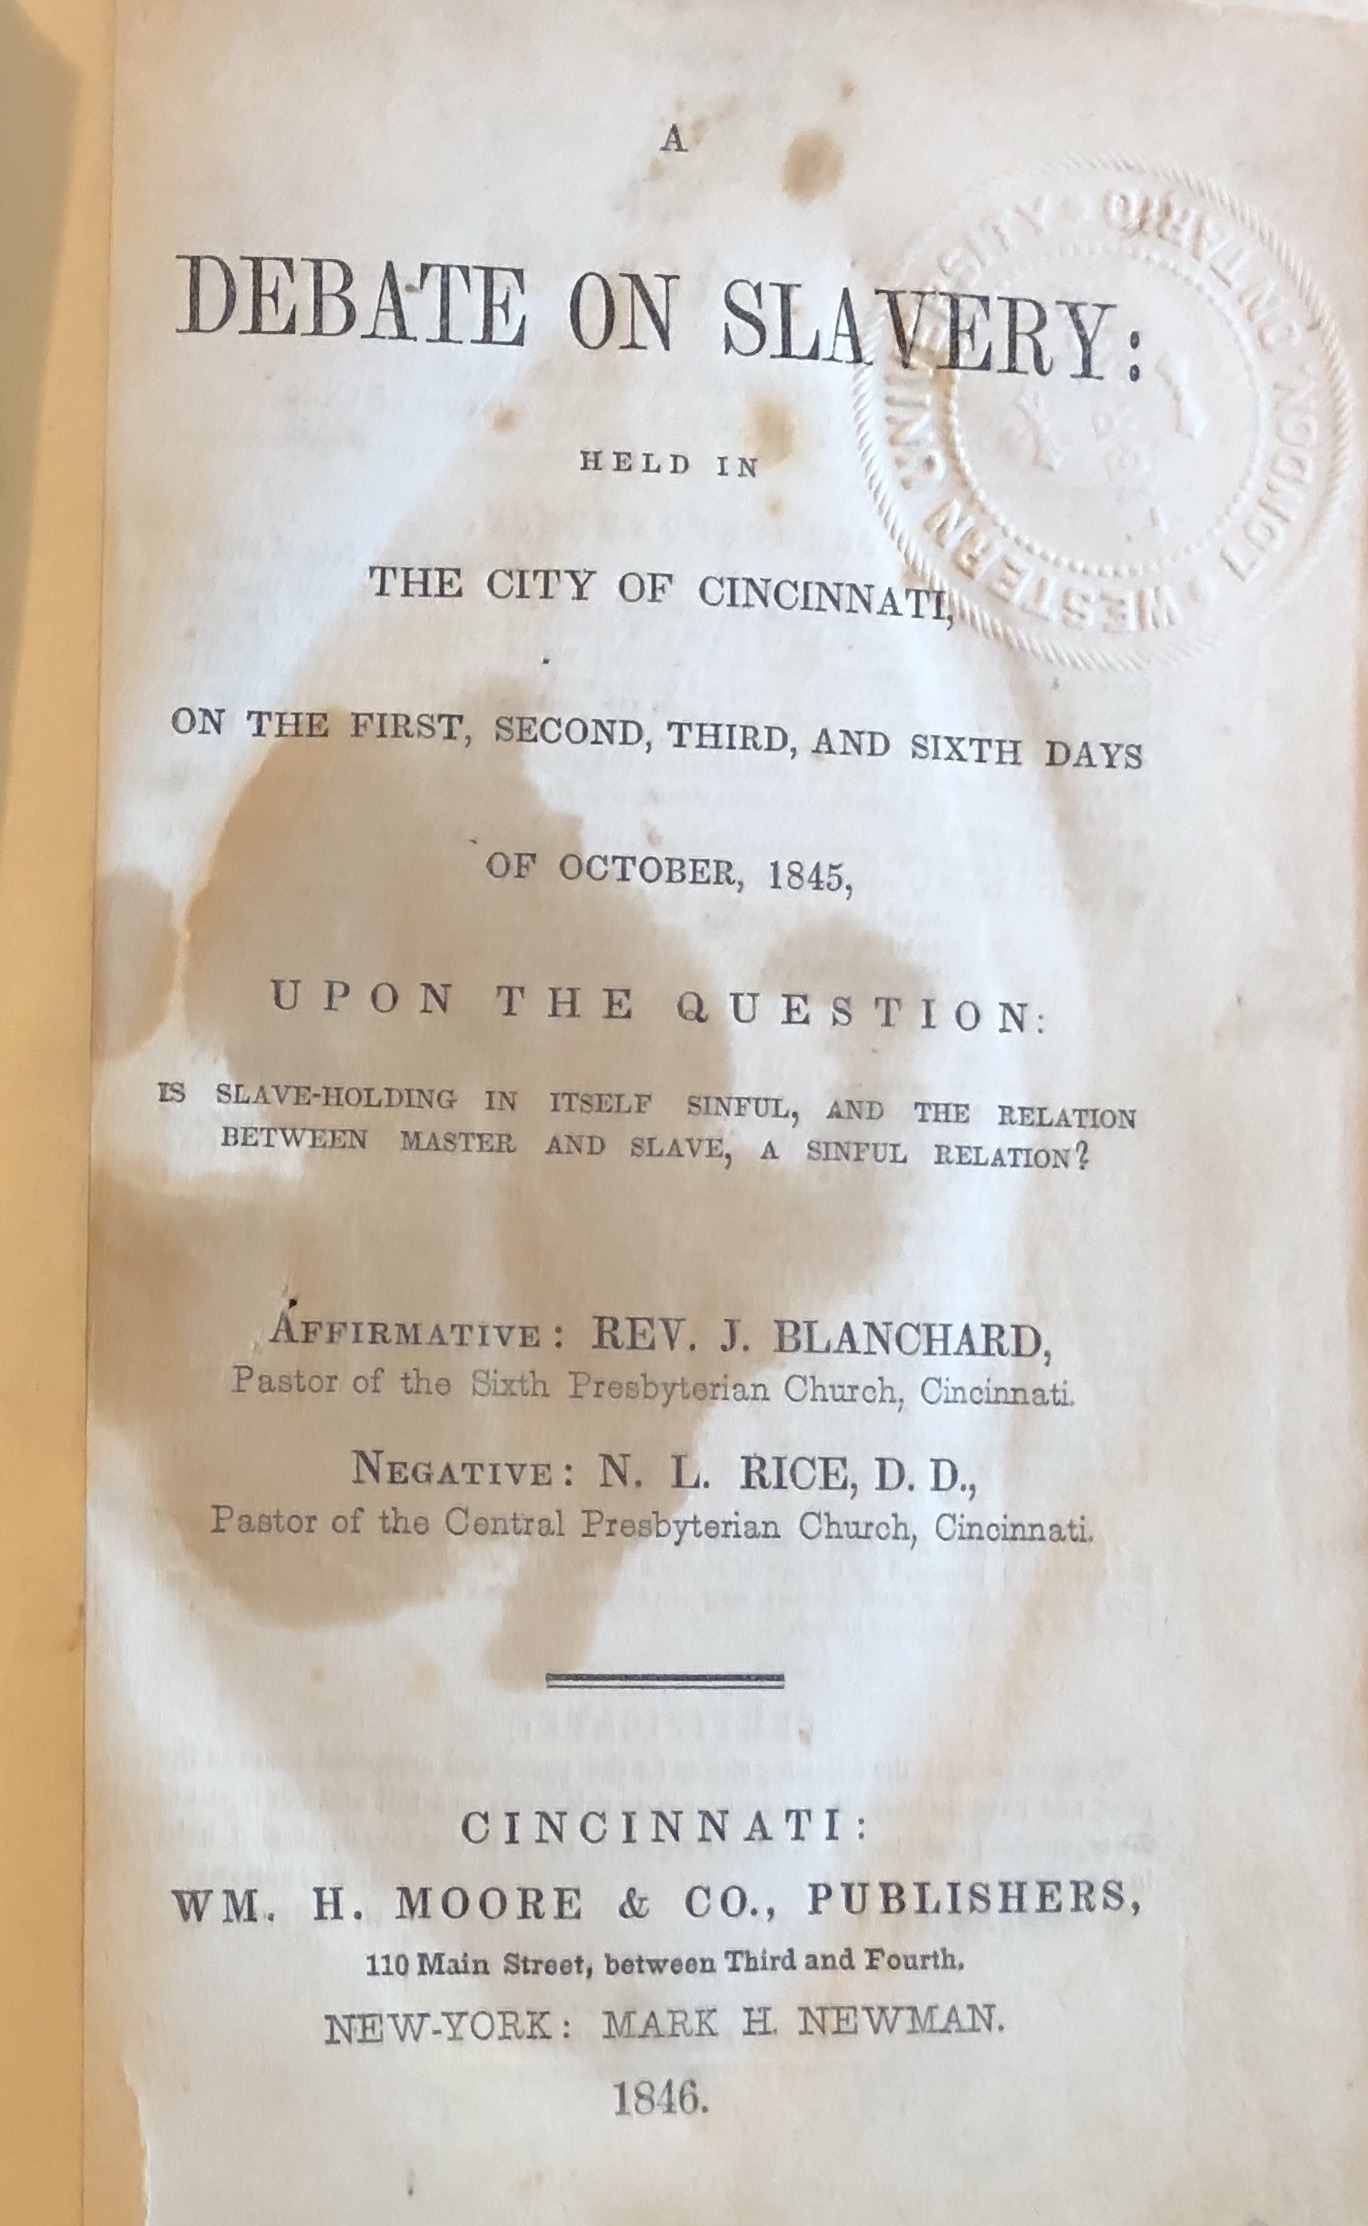 A
DEBATE ON SLAVERY:
HELD IN
THE CITY OF CINCINNATI,
ON THE FIRST, SECOND, THIRD, AND SIXTH DAYS
OF OCTOBER, 1845,
UPON THE QUESTION:
IS SLAVE-HOLDING IN ITSELF SINFUL, AND THE RELATION
BETWEEN MASTER AND SLAVE, A SINFUL RELATION?
AFFIRMATIVE: REV. J. BLANCHARD,
Pastor of the Sixth Presbyterian Church, Cincinnati.
NEGATIVE: N. L. RICE, D. D.,
Pastor of the Central Presbyterian Church, Cincinnati.
CINCINNATI:
WM. H. MOORE & CO., PUBLISHERS,
110 Main Street, between Third and Fourth.
NEW-YORK: MARK H. NEWMAN.
1846.
WESTERN UNIVERSITY • LONDON, ONTARIO •